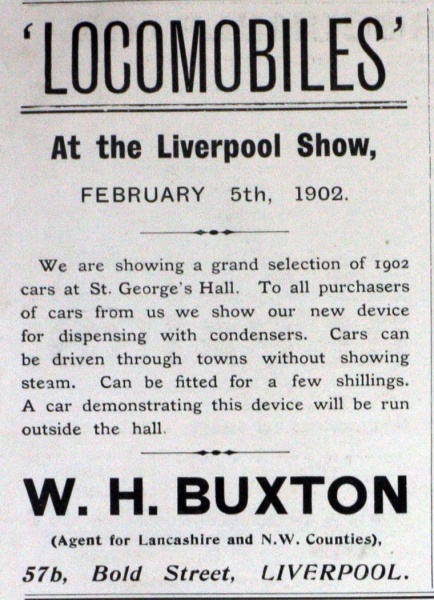 'LOCOMOBILES'
At the Liverpool Show,
FEBRUARY 5th, 1902.
We are showing a grand selection of 1902
cars at St. George's Hall. To all purchasers
of cars from us we show our new device
for dispensing with condensers. Cars can
be driven through towns without showing
steam. Can be fitted for a few shillings.
A car demonstrating this device will be run
outside the hall.
W. H. BUXTON
(Agent for Lancashire and N.W. Counties),
57b, Bold Street, LIVERPOOL.